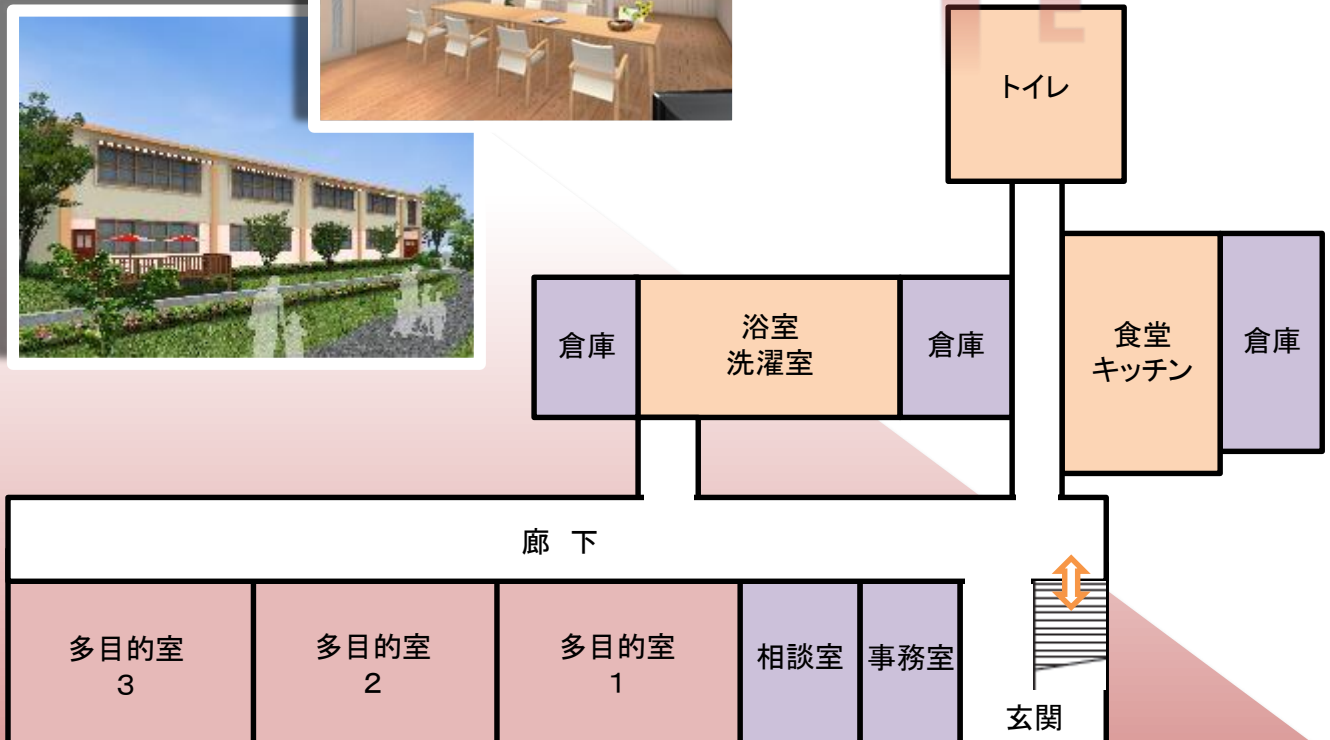 トイレ
倉庫
浴室
洗濯室
倉庫
食堂
キッチン
倉庫
廊 下
多目的室
3
多目的室
2
多目的室
1
相談室
事務室
玄関